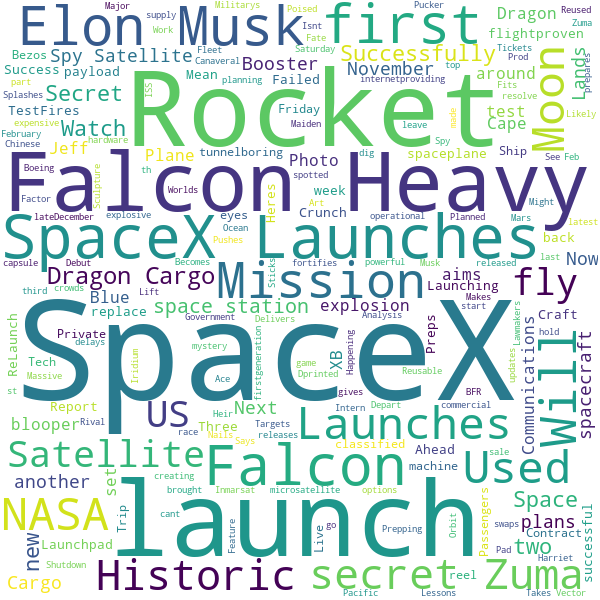 Elon Musk
first
Rocket
Falcon Heavy
SpaceX Launches
Mission
SpaceX
launch
Will
Moon
fly
Launches
Falcon
Used
US
Satellite
NASA
Historic
secret
Zuma
Major
supply
Bezos
Work
Militarys
Poised
Fleet
Canaveral
Isnt
Fate
Saturday
Pucker
Dragon
flightproven
Reused
Zuma
Tickets
Prod
reports
Spy Satellite
Success
payload
Booster
Successfully
November
Lands
around
Splashes
part
Secret
Mean
Failed
internetproviding
top
planning
ISS
test
Cape
Fits
resolve
TestFires
expensive
Watch
Friday
Maiden
leave
Spy
made
Likely
February
Chinese
hardware
Jeff
Plane
tunnelboring
Photo
dig
spaceplane
Ship
See
Feb
Boeing
Factor
Sculpture
th
Worlds
Heres
Crunch
spotted
week
Art
operational
Planned
Mars
Might
back
latest
lateDecember
explosive
eyes
Ocean
Pushes
fortifies
powerful
Musk
last
released
Now
capsule
Debut
Becomes
Dragon Cargo
aims
Launching
Craft
third
crowds
Lift
Blue
replace
space station
explosion
Sticks
Delivers
Government
Analysis
Makes
start
hold
Lawmakers
updates
Private
delays
Tech
Massive
st
ReLaunch
mystery
Ace
Iridium
firstgeneration
game
Dprinted
XB
Happening
gives
Preps
Reusable
BFR
commercial
Communications
spacecraft
Report
Rival
blooper
race
Heir
Nails
Says
Next
Three
Targets
releases
Intern
Depart
classified
Ahead
machine
sale
only
another
set
creating
brought
Inmarsat
microsatellite
cant
options
Space
plans
two
new
Launchpad
Shutdown
Cargo
Trip
Feature
Live
go
Prepping
reel
Pacific
Lessons
Orbit
Passengers
Contract
swaps
Pad
Harriet
Takes
Vector
successful